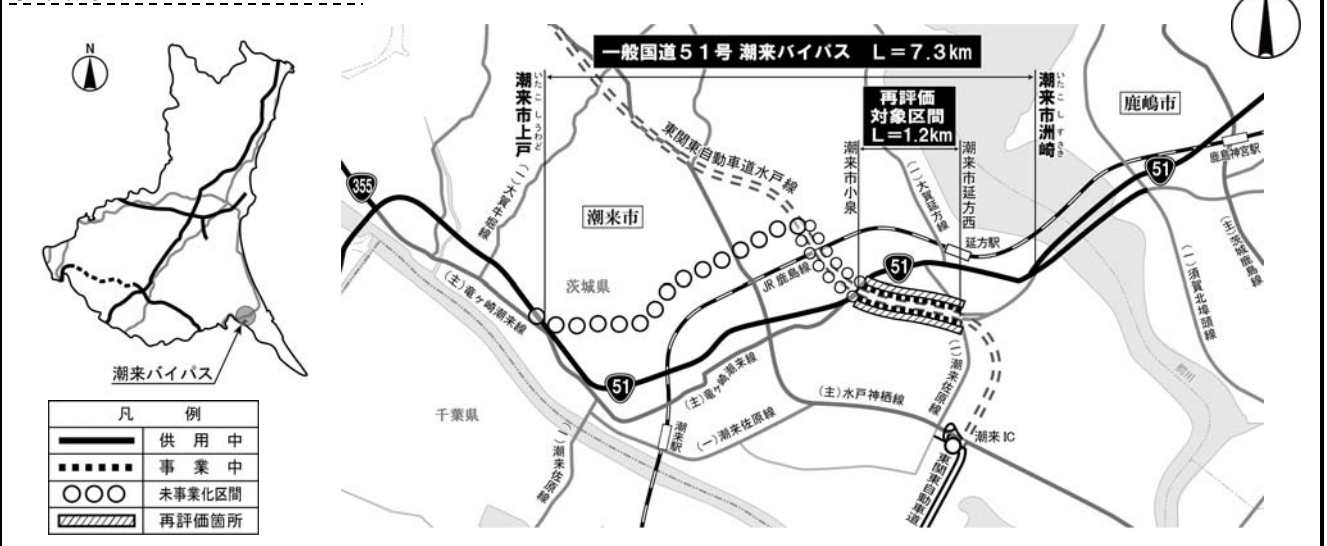 N
潮来バイパス
凡 例
供 用 中
事 業 中
未事業化区間
再評価箇所
一般国道51号 潮来バイパス L=7.3km
潮来市上戸
いたこしうわど
潮来市洲崎
いたこしすさき
再評価
対象区間
L=1.2km
潮来市小泉
潮来市延方西
鹿嶋市
鹿島神宮駅
51
355
(一)大賀牛堀線
東関東自動車道水戸線
(一)大賀延方線
潮来市
茨城県
延方駅
51
JR鹿島線
(主)竜ヶ崎潮来線
(主)茨城鹿島線
(一)須賀北埠頭線
51
(主)竜ヶ崎潮来線
(主)水戸神栖線
(一)潮来佐原線
千葉県
(一)潮来佐原線
潮来駅
(一)潮来佐原線
潮来IC
東関東自動車道